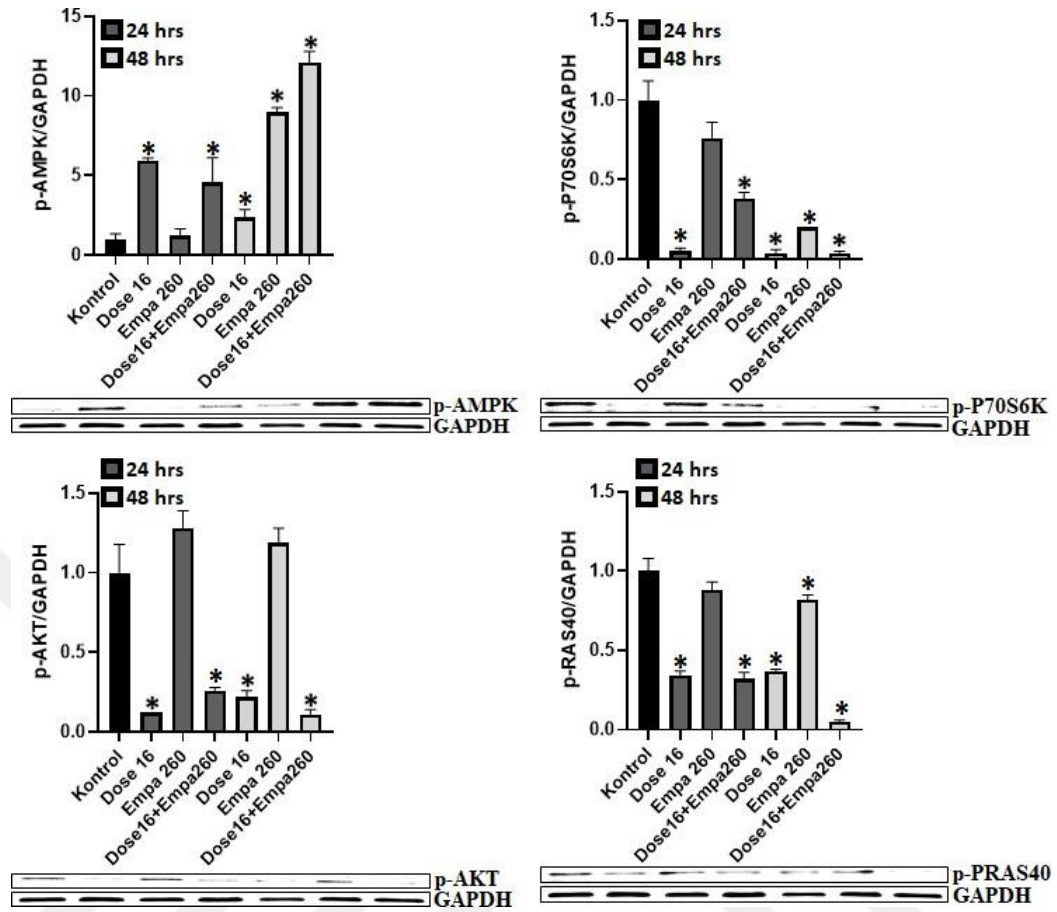 24 hrs
48 hrs
p-AMPK/GAPDH
15
10
5
0
Kontrol
Dose 16
Empa 260
Dose16+Empa260
Dose 16
Empa 260
Dose16+Empa260
* * * * *
p-AMPK
GAPDH
24 hrs
48 hrs
p-P70S6K/GAPDH
1.5
1.0
0.5
0.0
Kontrol
Dose 16
Empa 260
Dose16+Empa260
Dose 16
Empa 260
Dose16+Empa260
* * * * *
p-P70S6K
GAPDH
24 hrs
48 hrs
p-AKT/GAPDH
1.5
1.0
0.5
0.0
Kontrol
Dose 16
Empa 260
Dose16+Empa260
Dose 16
Empa 260
Dose16+Empa260
* * * *
p-AKT
GAPDH
24 hrs
48 hrs
p-RAS40/GAPDH
1.5
1.0
0.5
0.0
Kontrol
Dose 16
Empa 260
Dose16+Empa260
Dose 16
Empa 260
Dose16+Empa260
* * * * *
p-PRAS40
GAPDH